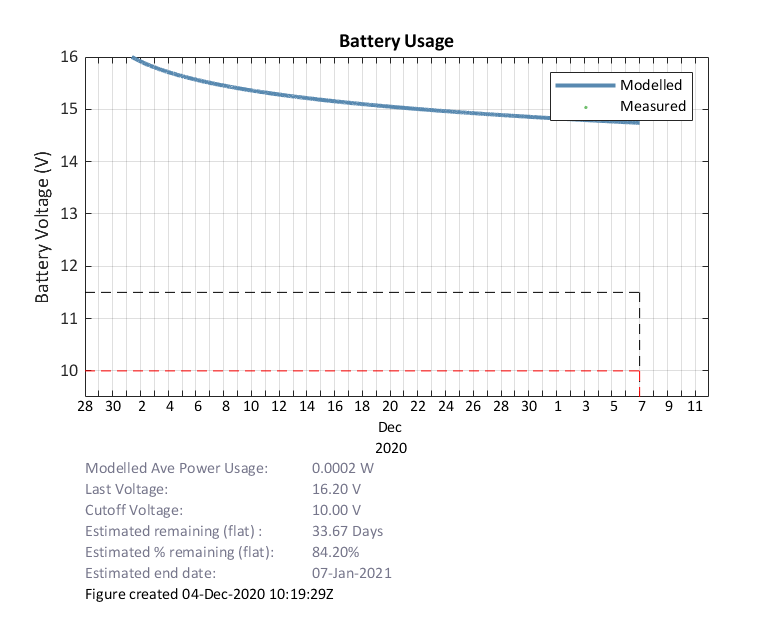 Battery Usage
16
15
14
13
12
11
10
Battery Voltage (V)
Modelled
Measured
28 30 2 4 6 8 10 12 14 16 18 20 22 24 26 28 30 1 3 5 7 9 11
Dec
2020
Modelled Ave Power Usage: 0.0002 W
Last Voltage: 16.20 V
Cutoff Voltage: 10.00 V
Estimated remaining (flat) : 33.67 Days
Estimated % remaining (flat): 84.20%
Estimated end date: 07-Jan-2021
Figure created 04-Dec-2020 10:19:29Z